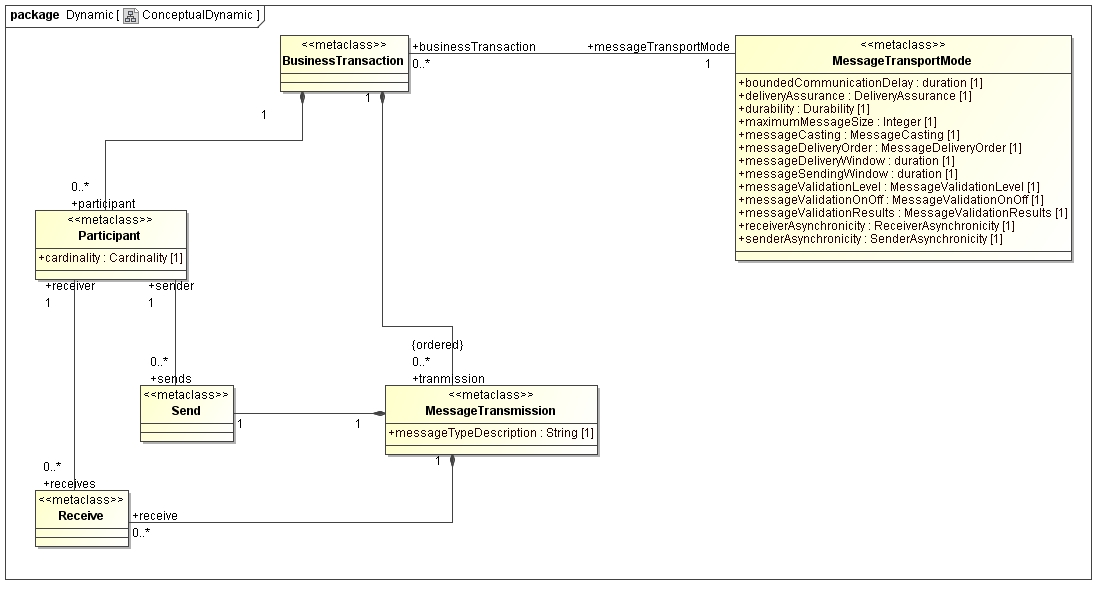 package Dynamic [ ConceptualDynamic ]
<<metaclass>>
BusinessTransaction
+businessTransaction
0..*
+messageTransportMode
1
<<metaclass>>
MessageTransportMode
+boundedCommunicationDelay : duration [1]
+deliveryAssurance : DeliveryAssurance [1]
+durability : Durability [1]
+maximumMessageSize : Integer [1]
+messageCasting : MessageCasting [1]
+messageDeliveryOrder : MessageDeliveryOrder [1]
+messageDeliveryWindow : duration [1]
+messageSendingWindow : duration [1]
+messageValidationLevel : MessageValidationLevel [1]
+messageValidationOnOff : MessageValidationOnOff [1]
+messageValidationResults : MessageValidationResults [1]
+receiverAsynchronicity : ReceiverAsynchronicity [1]
+senderAsynchronicity : SenderAsynchronicity [1]
1
1
0..*
+participant
<<metaclass>>
Participant
+cardinality : Cardinality [1]
+receiver
1
+sender
1
0..*
+sends
<<metaclass>>
Send
1
1
{ordered}
0..*
+tranmission
<<metaclass>>
MessageTransmission
+messageTypeDescription : String [1]
1
0..*
+receives
<<metaclass>>
Receive
+receive
0..*